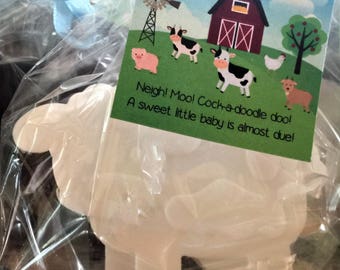 Neigh! Moo! Cock-a-doodle doo!
A sweet little baby is almost due!